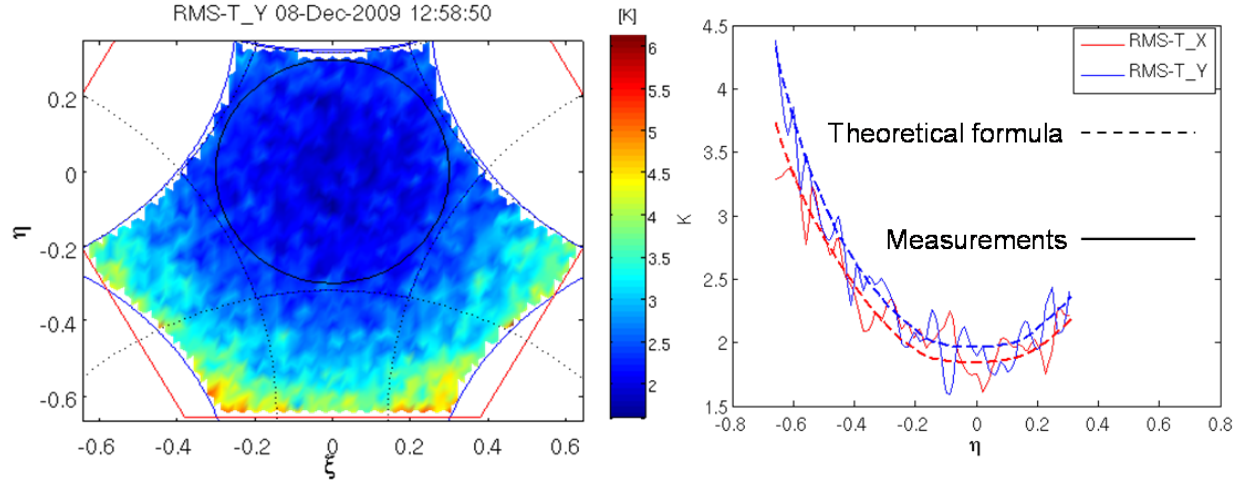 RMS-T_Y 08-Dec-2009 12:58:50
[K]
η
0.2
0
-0.2
-0.4
-0.6
-0.6 -0.4 -0.2 0 0.2 0.4 0.6
ξ
6
5.5
5
4.5
4
3.5
3
2.5
2
4.5
4
3.5
3
2.5
2
1.5
K
-0.8 -0.6 -0.4 -0.2 0 0.2 0.4 0.6 0.8
η
RMS-T_X
RMS-T_Y
Theoretical formula
Measurements